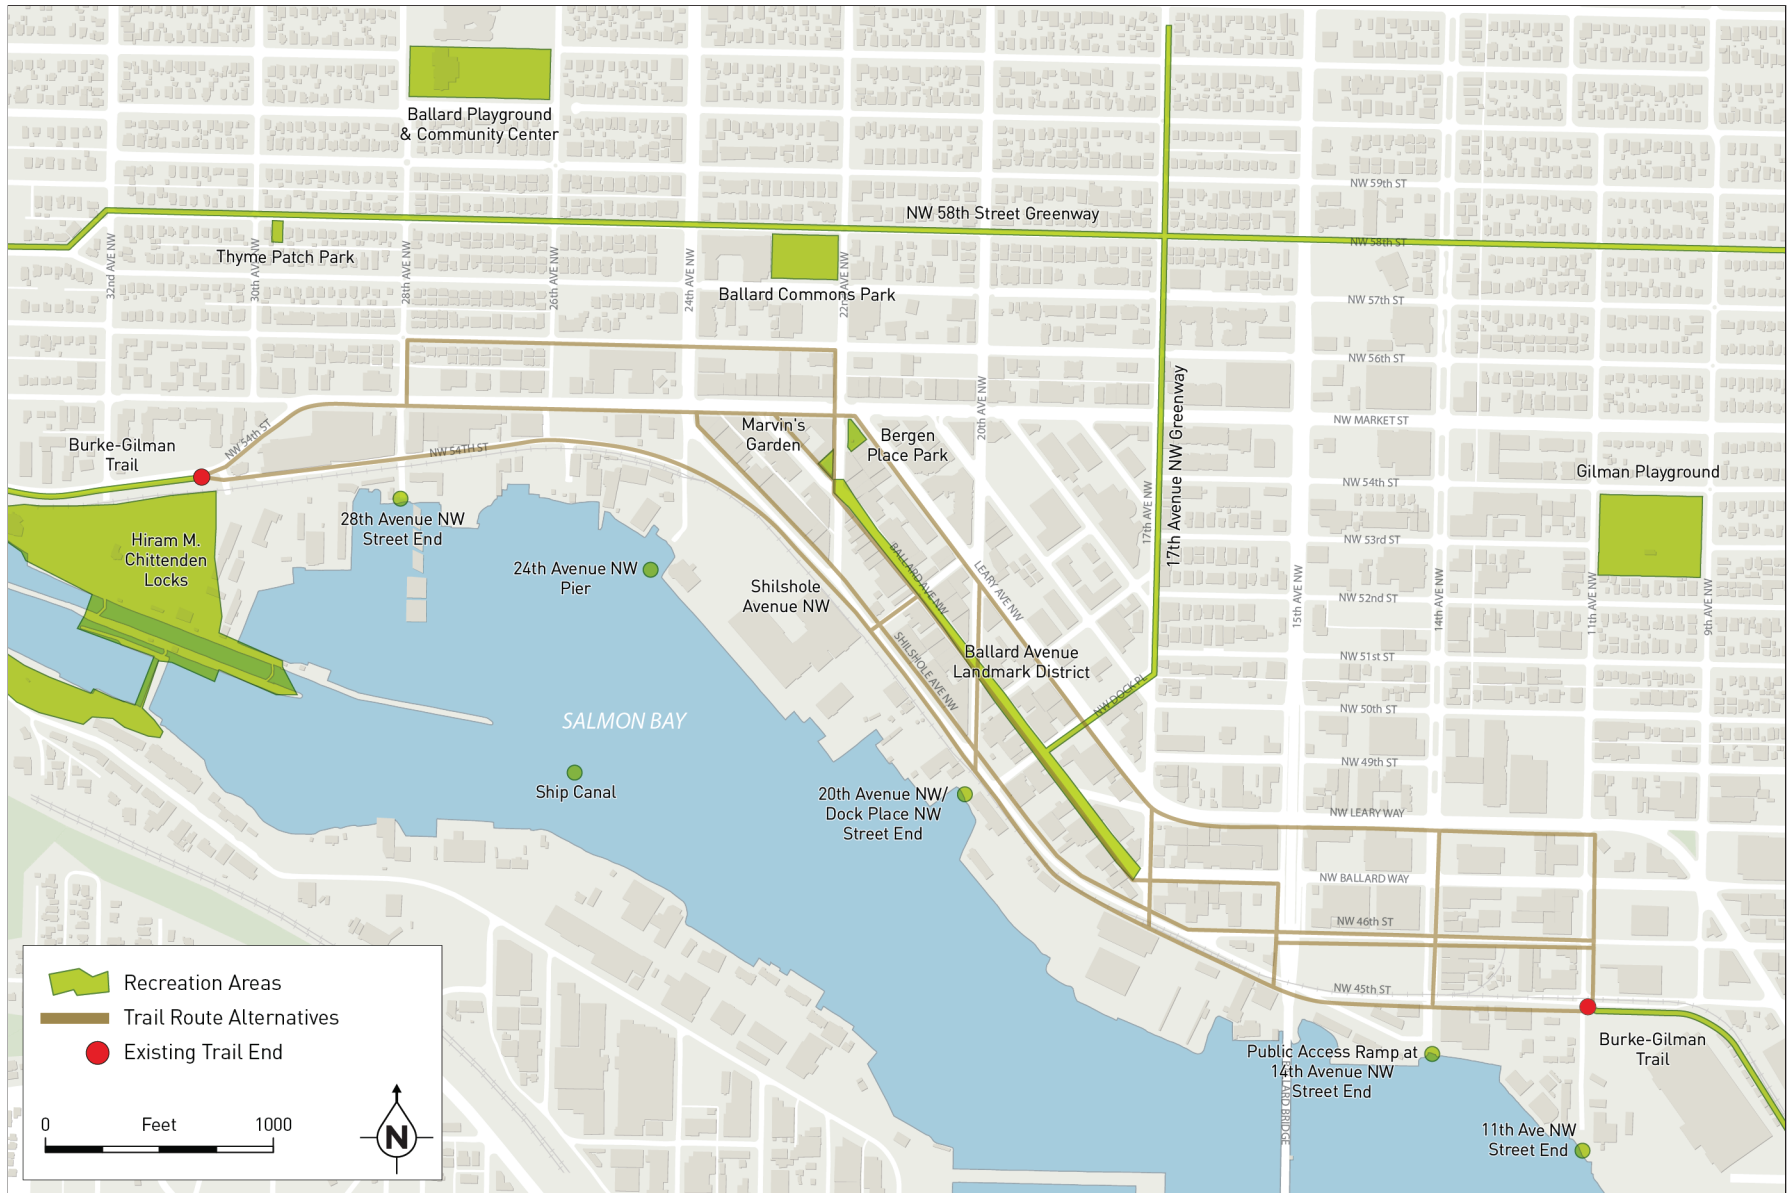 Ballard Playground
& Community Center
NW 59th ST
NW 58th Street Greenway
NW 58th ST
Thyme Patch Park
32nd AVE NW
30th AVE NW
28th AVE NW
26th AVE NW
24th AVE NW
22nd AVE NW
Ballard Commons Park
NW 57th ST
NW 56th ST
20th AVE NW
17th Avenue NW Greenway
NW MARKET ST
Marvin's
Garden
Bergen
Place Park
Burke-Gilman
Trail
NW 54th ST
NW 54TH ST
Gilman Playground
NW 54th ST
17th AVE NW
28th Avenue NW
Street End
Hiram M.
Chittenden
Locks
NW 53rd ST
24th Avenue NW
Pier
Shilshole
Avenue NW
BALLARD AVE NW
LEARY AVE NW
15th AVE NW
14th AVE NW
11th AVE NW
9th AVE NW
NW 52nd ST
SHILSHOLE AVE NW
Ballard Avenue
Landmark District
NW 51st ST
NW DOCK PL
NW 50th ST
SALMON BAY
NW 49th ST
Ship Canal
20th Avenue NW/
Dock Place NW
Street End
NW LEARY WAY
NW BALLARD WAY
NW 46th ST
NW 45th ST
Recreation Areas
Trail Route Alternatives
Existing Trail End
0 Feet 1000
N
Burke-Gilman
Trail
Public Access Ramp at
14th Avenue NW
Street End
BALLARD BRIDGE
11th Ave NW
Street End